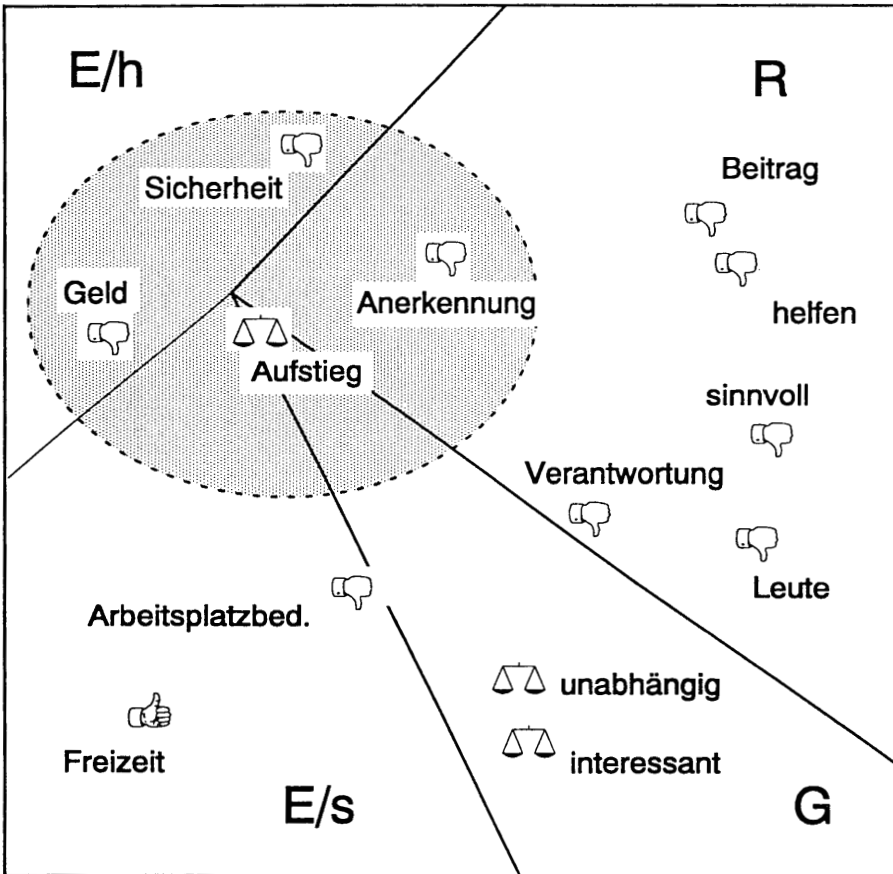 E/h
R
Beitrag
Sicherheit
Geld
Anerkennung
helfen
Aufstieg
sinnvoll
Verantwortung
Leute
Arbeitsplatzbed.
unabhängig
Freizeit
interessant
E/s
G